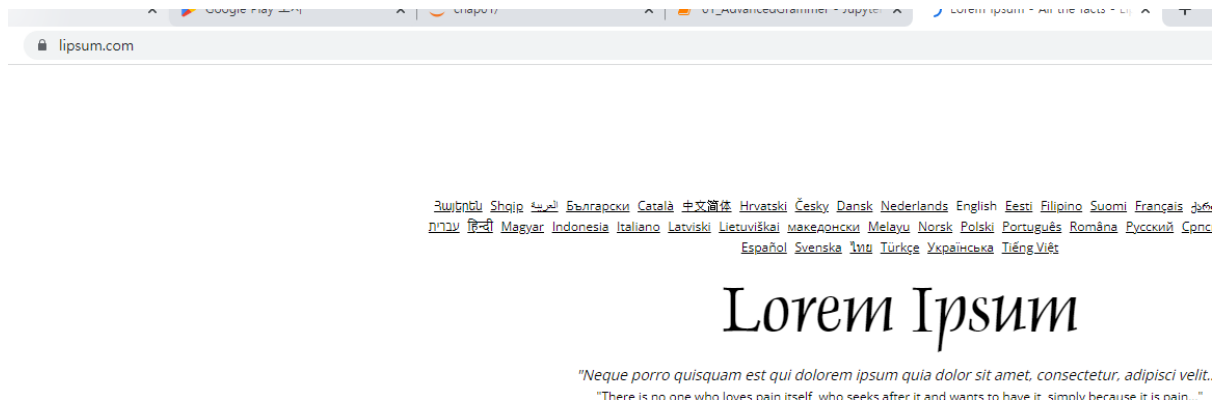 Google Play
chap01/
01_AdvancedGrammer - Jupyter
Lorem Ipsum - All the facts - Li
lipsum.com
Հայերեն Shqip العربية Български Català 中文简体 Hrvatski Česky Dansk Nederlands English Eesti Filipino Suomi Français
עברית हिन्दी Magyar Indonesia Italiano Latviski Lietuviškai македонски Melayu Norsk Polski Português Româna Русский
Español Svenska ไทย Türkçe Українська Tiếng Việt
Lorem Ipsum
"Neque porro quisquam est qui dolorem ipsum quia dolor sit amet, consectetur, adipisci velit..
"There is no one who loves pain itself, who seeks after it and wants to have it, simply because it is pain..."